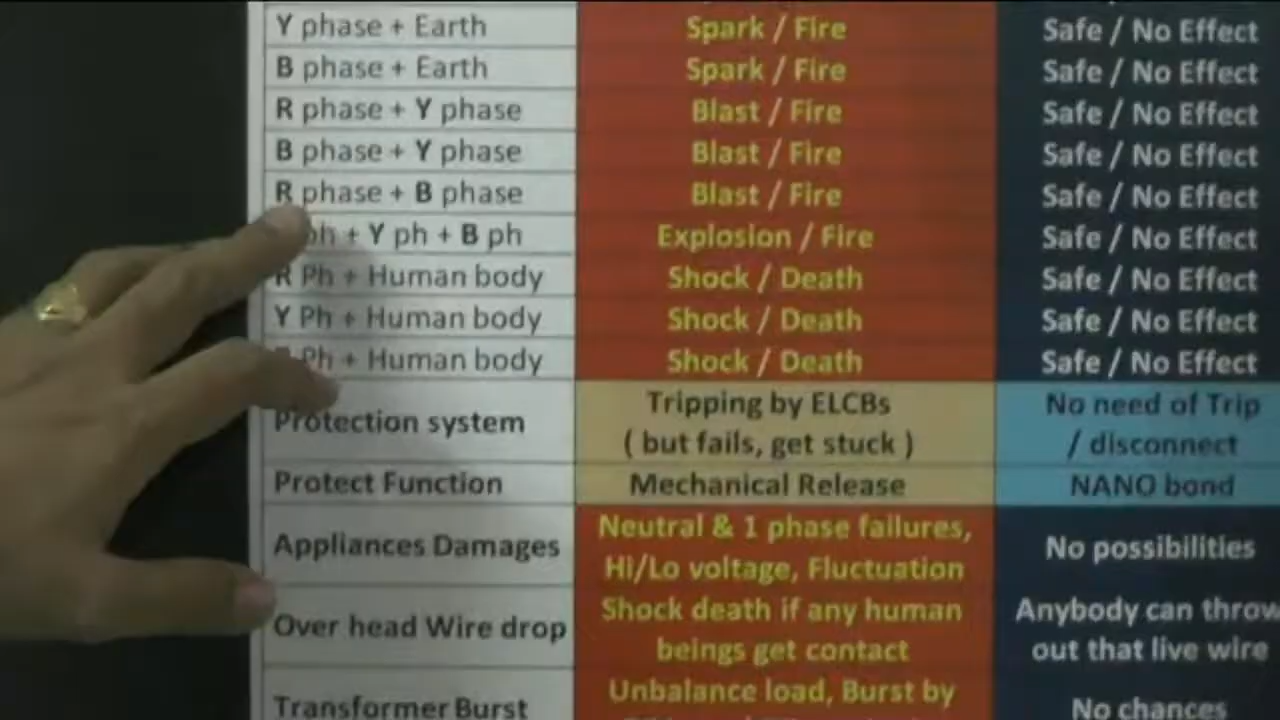 Y phase + Earth Spark / Fire Safe / No Effect
B phase + Earth Spark / Fire Safe / No Effect
R phase + Y phase Blast / Fire Safe / No Effect
B phase + Y phase Blast / Fire Safe / No Effect
R phase + B phase Blast / Fire Safe / No Effect
ph + Y ph + B ph Explosion / Fire Safe / No Effect
R Ph + Human body Shock / Death Safe / No Effect
Y Ph + Human body Shock / Death Safe / No Effect
Ph + Human body Shock / Death Safe / No Effect
Protection system Tripping by ELCBs No need of Trip
( but fails, get stuck ) / disconnect
Protect Function Mechanical Release NANO bond
Appliances Damages Neutral & 1 phase failures, No possibilities
Hi/Lo voltage, Fluctuation
Over head Wire drop Shock death if any human Anybody can throw
beings get contact out that live wire
Transformer Burst Unbalance load, Burst by No chances